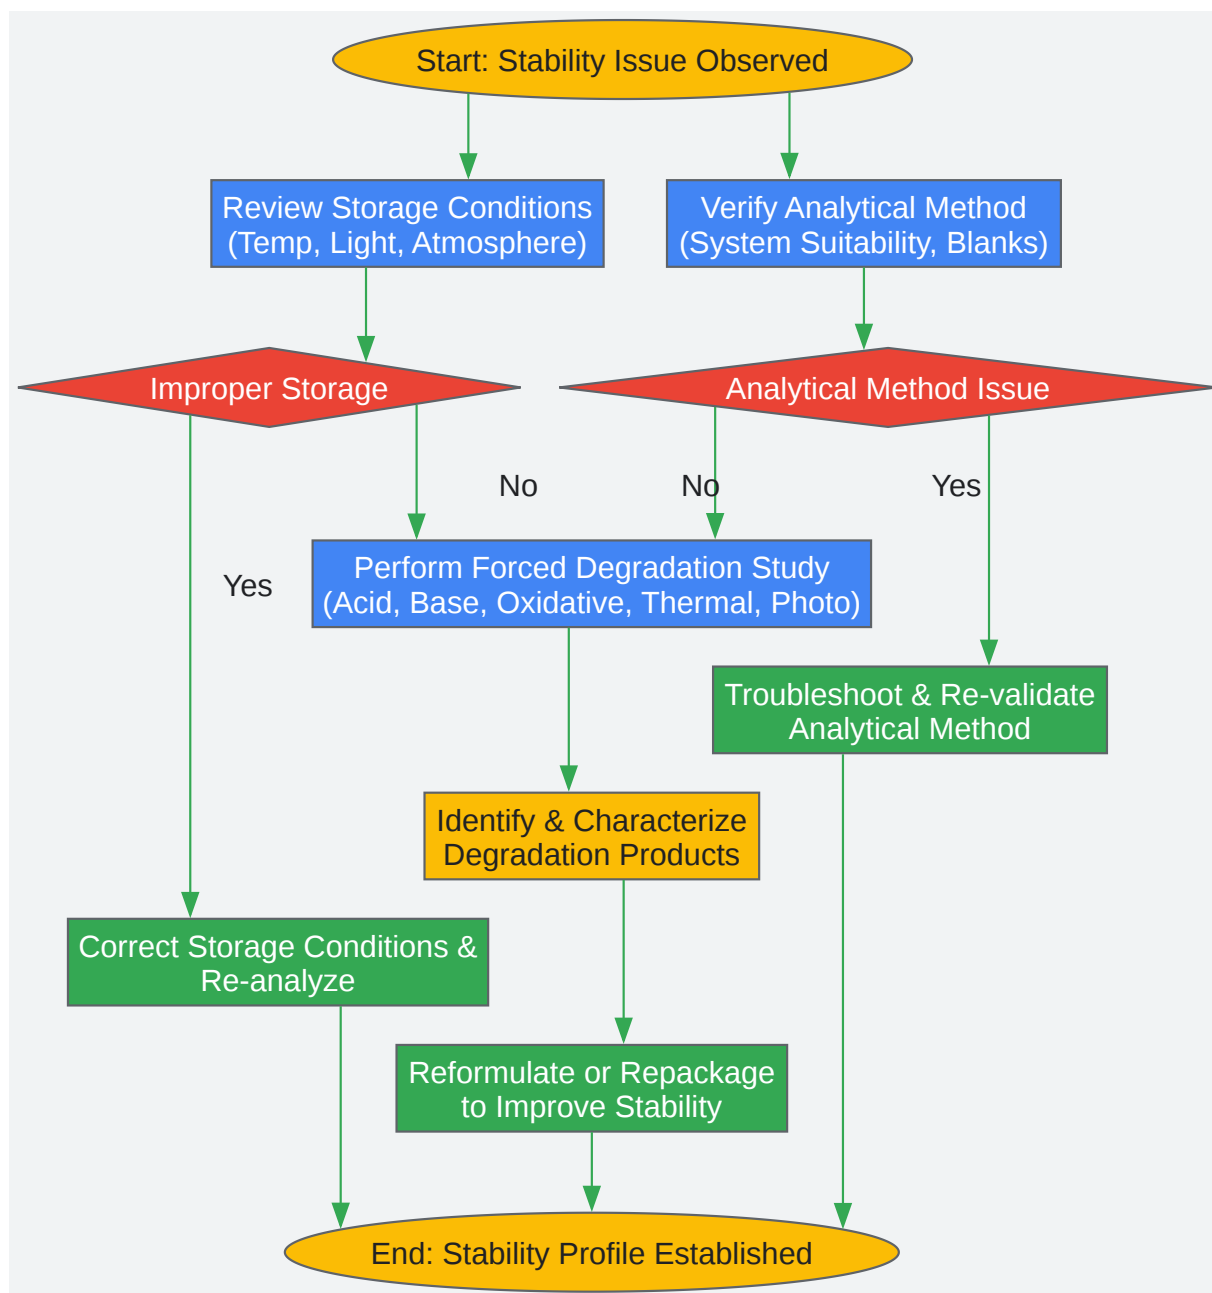 Start: Stability Issue Observed
Review Storage Conditions
(Temp, Light, Atmosphere)
Verify Analytical Method
(System Suitability, Blanks)
Improper Storage
Analytical Method Issue
No
No
Yes
Perform Forced Degradation Study
(Acid, Base, Oxidative, Thermal, Photo)
Yes
Troubleshoot & Re-validate
Analytical Method
Identify & Characterize
Degradation Products
Correct Storage Conditions &
Re-analyze
Reformulate or Repackage
to Improve Stability
End: Stability Profile Established